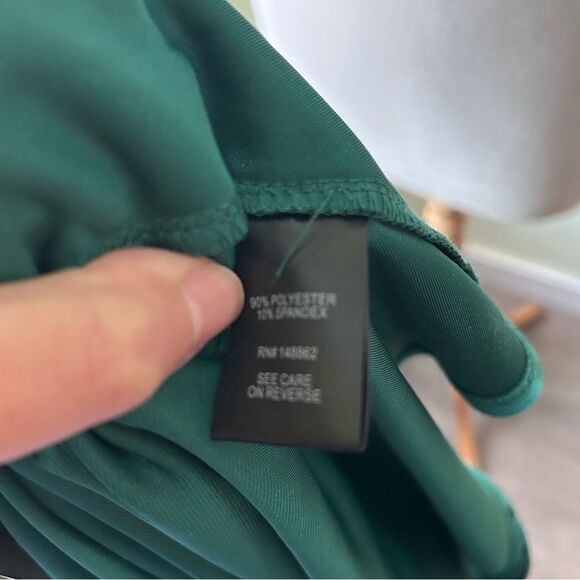 90% POLYESTER
10% SPANDEX
RN# 148862
SEE CARE
ON REVERSE